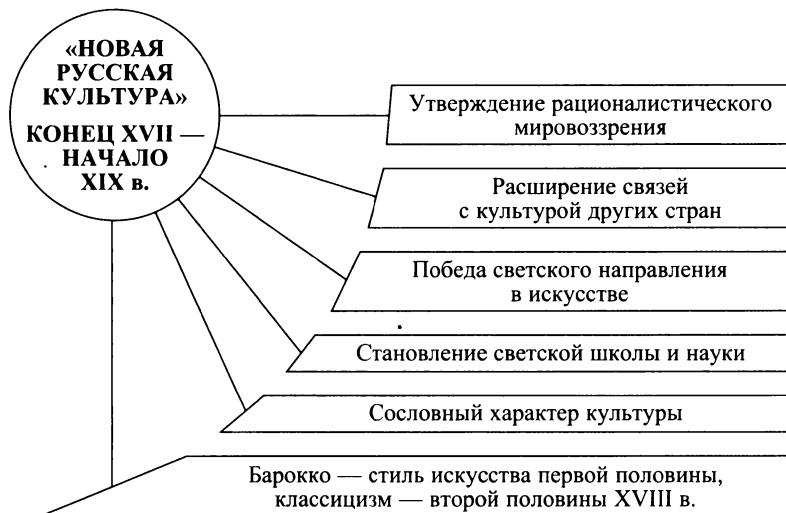 «НОВАЯ
РУССКАЯ
КУЛЬТУРА»
КОНЕЦ XVII —
НАЧАЛО
XIX в.
Утверждение рационалистического
мировоззрения
Расширение связей
с культурой других стран
Победа светского направления
в искусстве
Становление светской школы и науки
Сословный характер культуры
Барокко — стиль искусства первой половины,
классицизм — второй половины XVIII в.